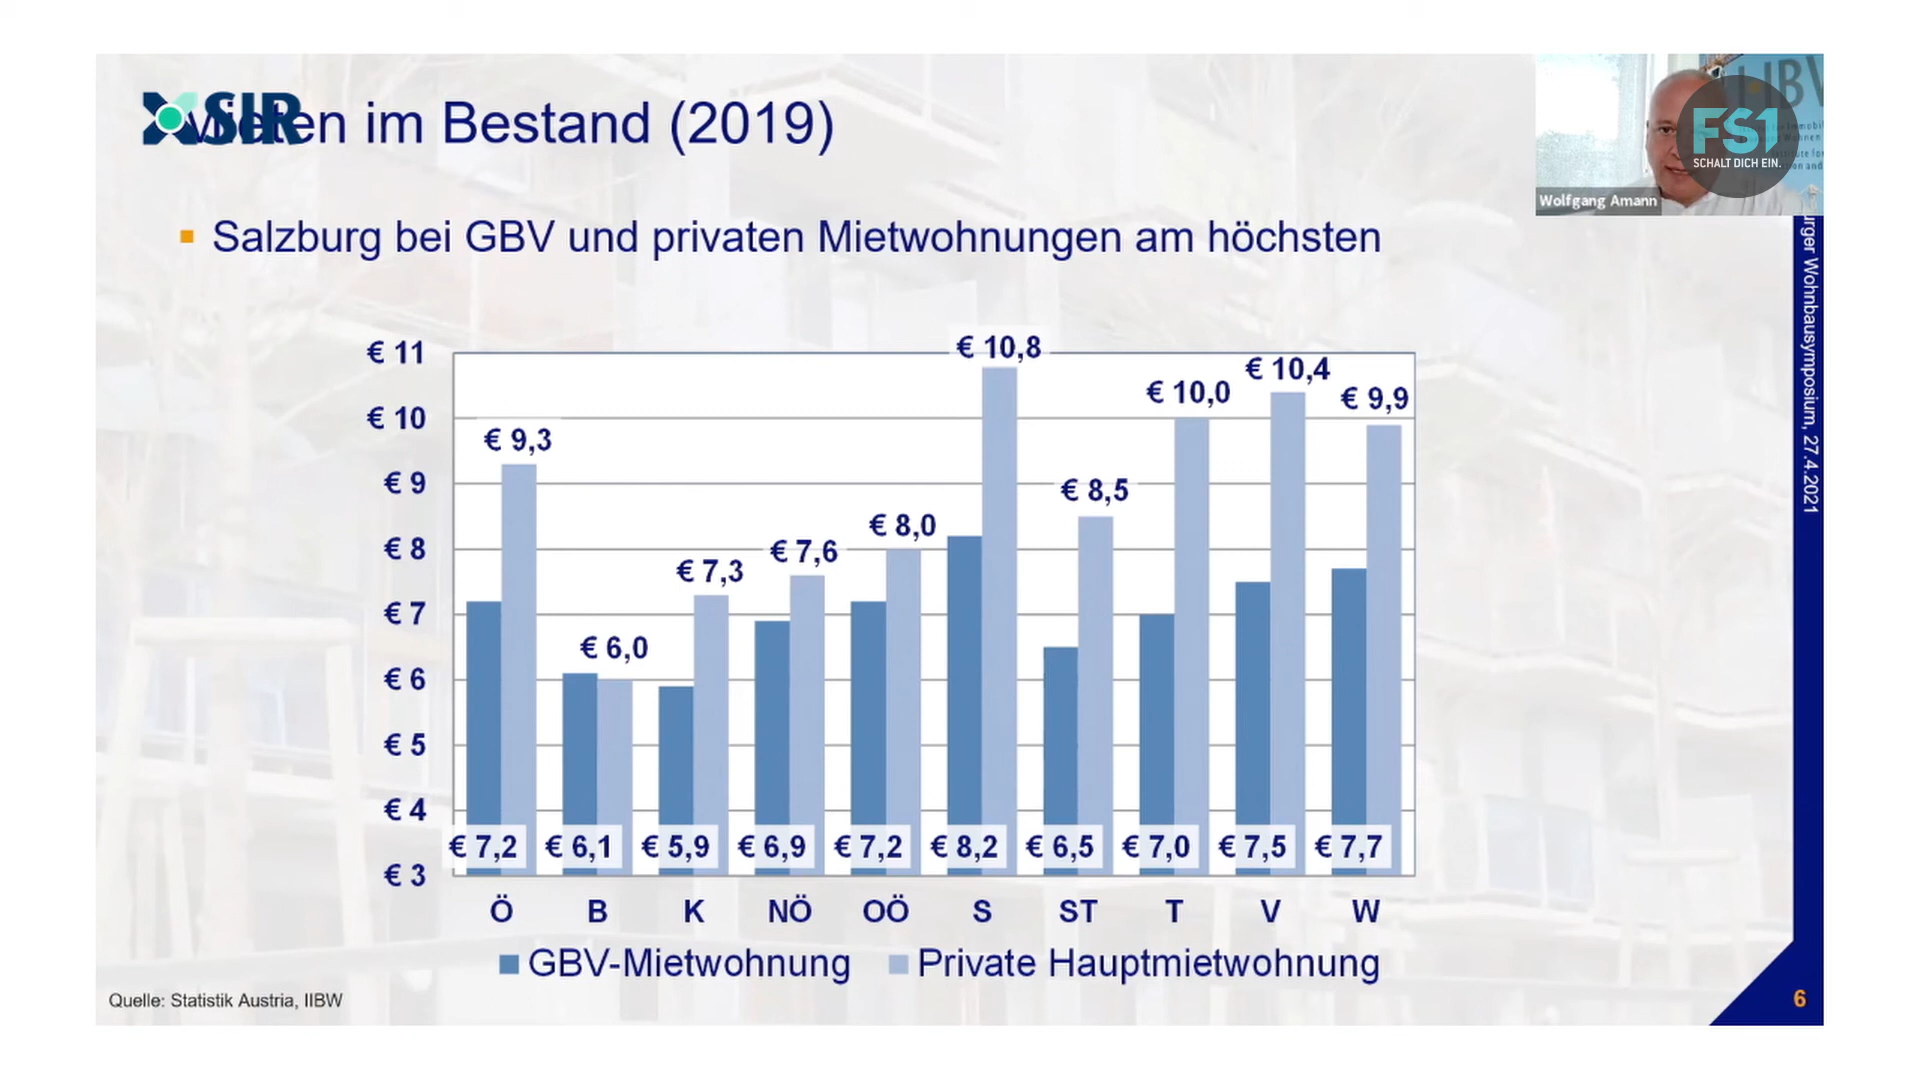 SIR
Mieten im Bestand (2019)
FS1
SCHALT DICH EIN.
Wolfgang Amann
Salzburg bei GBV und privaten Mietwohnungen am höchsten
urger Wohnbausymposium, 27.4.2021
€ 11
€ 10
€ 9
€ 8
€ 7
€ 6
€ 5
€ 4
€ 3
€ 9,3
€ 6,0
€ 7,3
€ 7,6
€ 8,0
€ 10,8
€ 8,5
€ 10,0
€ 10,4
€ 9,9
€ 7,2 € 6,1 € 5,9 € 6,9 € 7,2 € 8,2 € 6,5 € 7,0 € 7,5 € 7,7
Ö B K NÖ OÖ S ST T V W
GBV-Mietwohnung Private Hauptmietwohnung
Quelle: Statistik Austria, IIBW
6